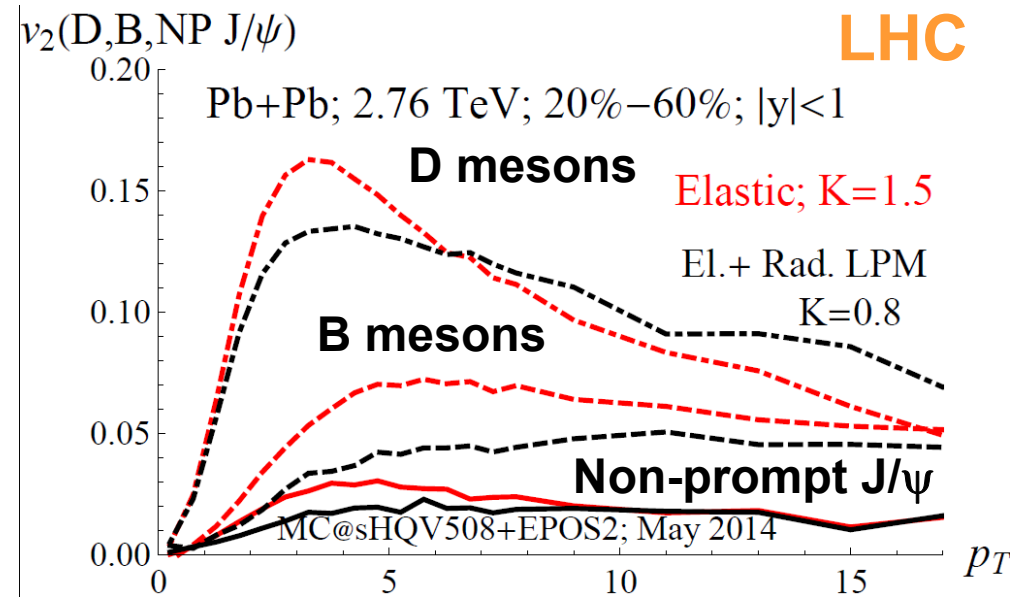 v₂(D,B,NP J/ψ)
LHC
0.20
Pb+Pb; 2.76 TeV; 20%−60%; |y|<1
D mesons
0.15
Elastic; K=1.5
El.+ Rad. LPM
K=0.8
0.10
B mesons
0.05
Non-prompt J/ψ
MC@sHQV508+EPOS2; May 2014
0.00
0
5
10
15
p_T